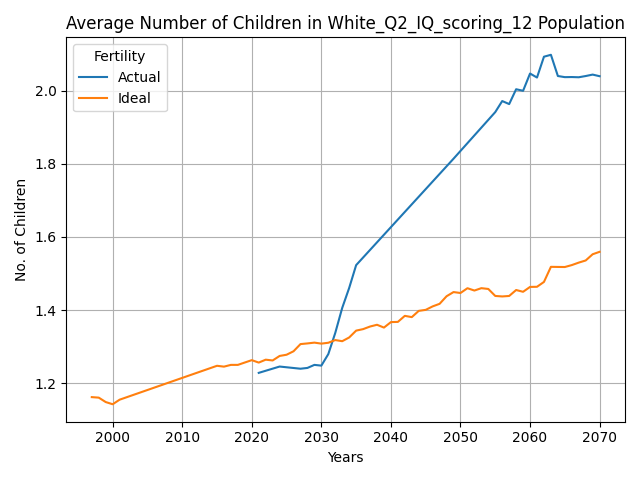 Average Number of Children in White_Q2_IQ_scoring_12 Population
Fertility
Actual
Ideal
No. of Children
2.0
1.8
1.6
1.4
1.2
2000 2010 2020 2030 2040 2050 2060 2070
Years